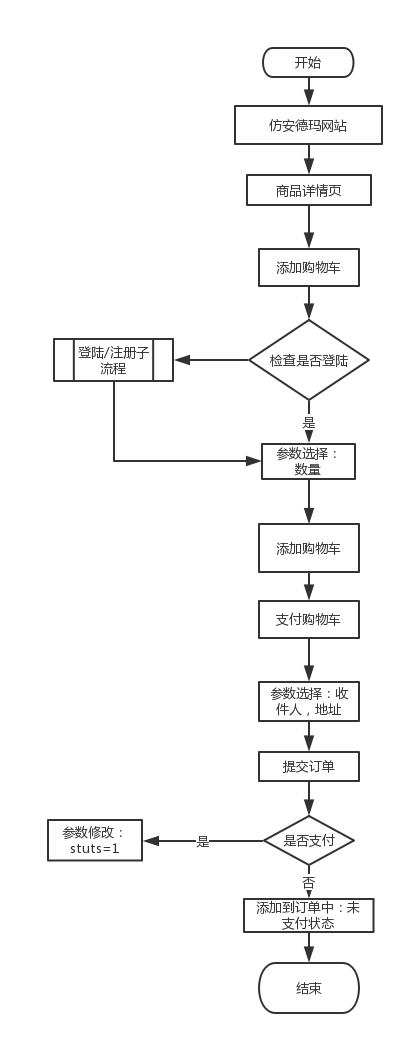 开始
仿安德玛网站
商品详情页
添加购物车
检查是否登陆
登陆/注册子
流程
是
参数选择：
数量
添加购物车
支付购物车
参数选择：收
件人，地址
提交订单
是否支付
是
参数修改：
stuts=1
否
添加到订单中：未
支付状态
结束